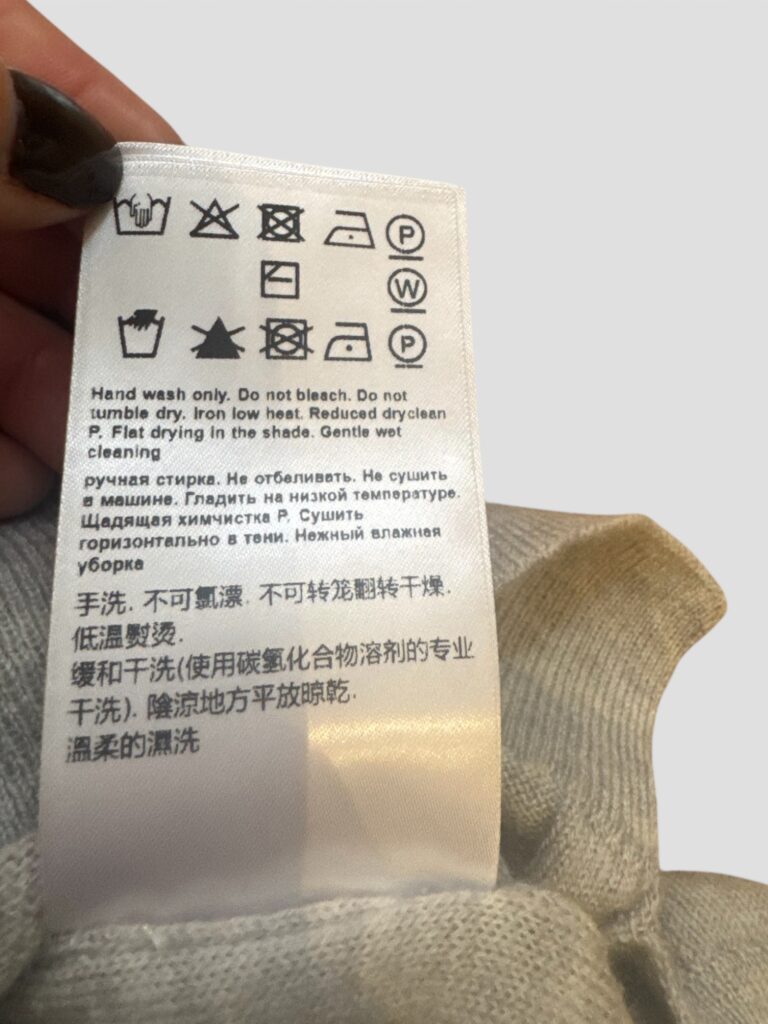 P
W
P
Hand wash only. Do not bleach. Do not
tumble dry. Iron low heat. Reduced dryclean
P. Flat drying in the shade. Gentle wet
cleaning
ручная стирка. Не отбеливать. Не сушить
в машине. Гладить на низкой температуре.
Щадящая химчистка P. Сушить
горизонтально в тени. Нежный влажная
уборка
手洗. 不可氯漂. 不可转笼翻转干燥.
低温熨烫.
缓和干洗(使用碳氢化合物溶剂的专业
干洗). 陰涼地方平放晾乾.
溫柔的濕洗